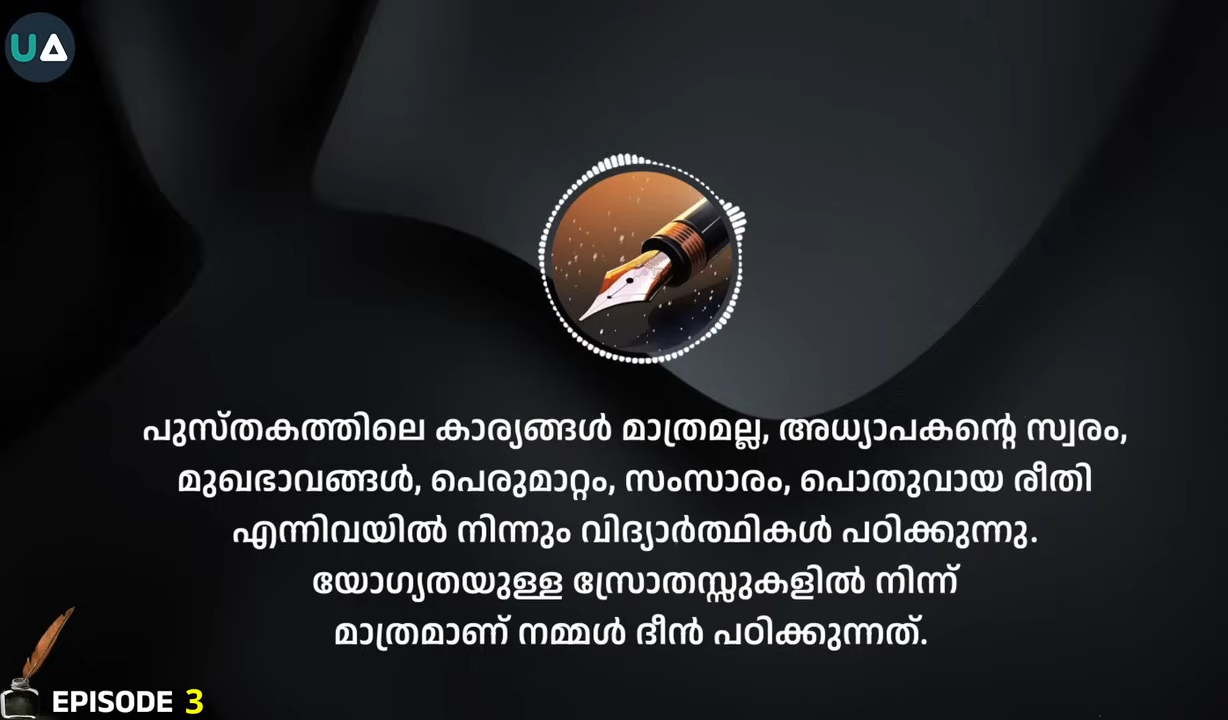 UA
പുസ്തകത്തിലെ കാര്യങ്ങൾ മാത്രമല്ല, അധ്യാപകന്റെ സ്വരം,
മുഖഭാവങ്ങൾ, പെരുമാറ്റം, സംസാരം, പൊതുവായ രീതി
എന്നിവയിൽ നിന്നും വിദ്യാർത്ഥികൾ പഠിക്കുന്നു.
യോഗ്യതയുള്ള സ്രോതസ്സുകളിൽ നിന്ന്
മാത്രമാണ് നമ്മൾ ദീൻ പഠിക്കുന്നത്.
EPISODE 3